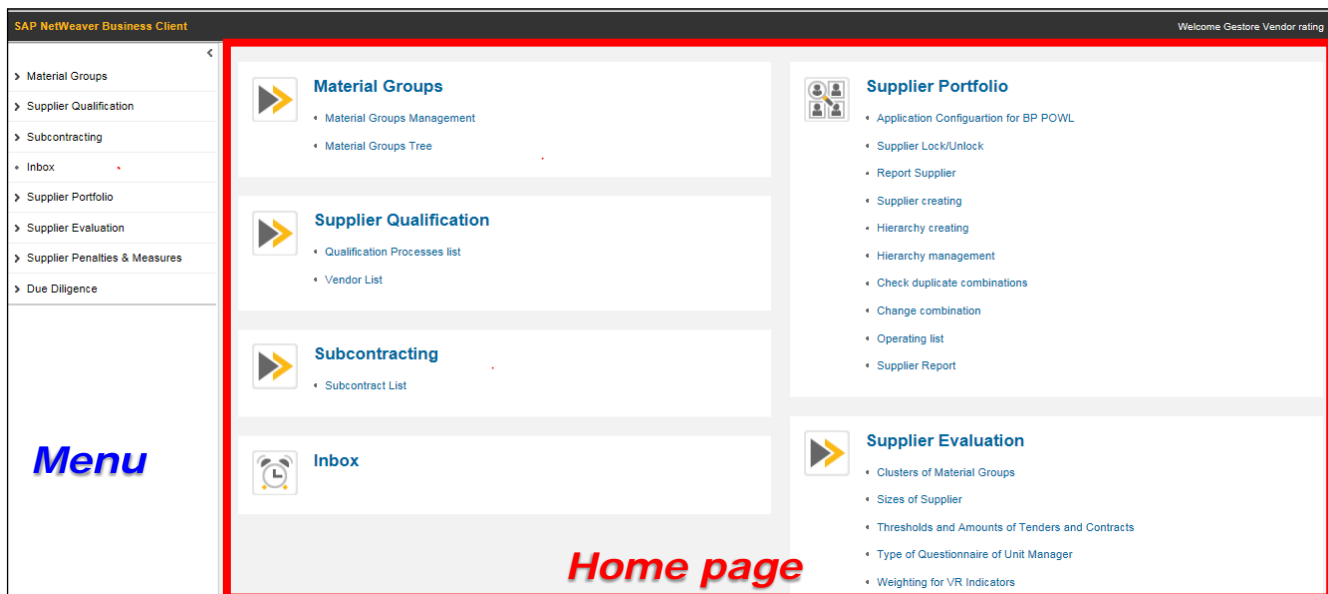 SAP NetWeaver Business Client
Welcome Gestore Vendor rating
Material Groups
Supplier Qualification
Subcontracting
Inbox
Supplier Portfolio
Supplier Evaluation
Supplier Penalties & Measures
Due Diligence
Menu
Material Groups
Material Groups Management
Material Groups Tree
Supplier Qualification
Qualification Processes list
Vendor List
Subcontracting
Subcontract List
Inbox
Supplier Portfolio
Application Configuartion for BP POWL
Supplier Lock/Unlock
Report Supplier
Supplier creating
Hierarchy creating
Hierarchy management
Check duplicate combinations
Change combination
Operating list
Supplier Report
Supplier Evaluation
Clusters of Material Groups
Sizes of Supplier
Thresholds and Amounts of Tenders and Contracts
Type of Questionnaire of Unit Manager
Weighting for VR Indicators
Home page